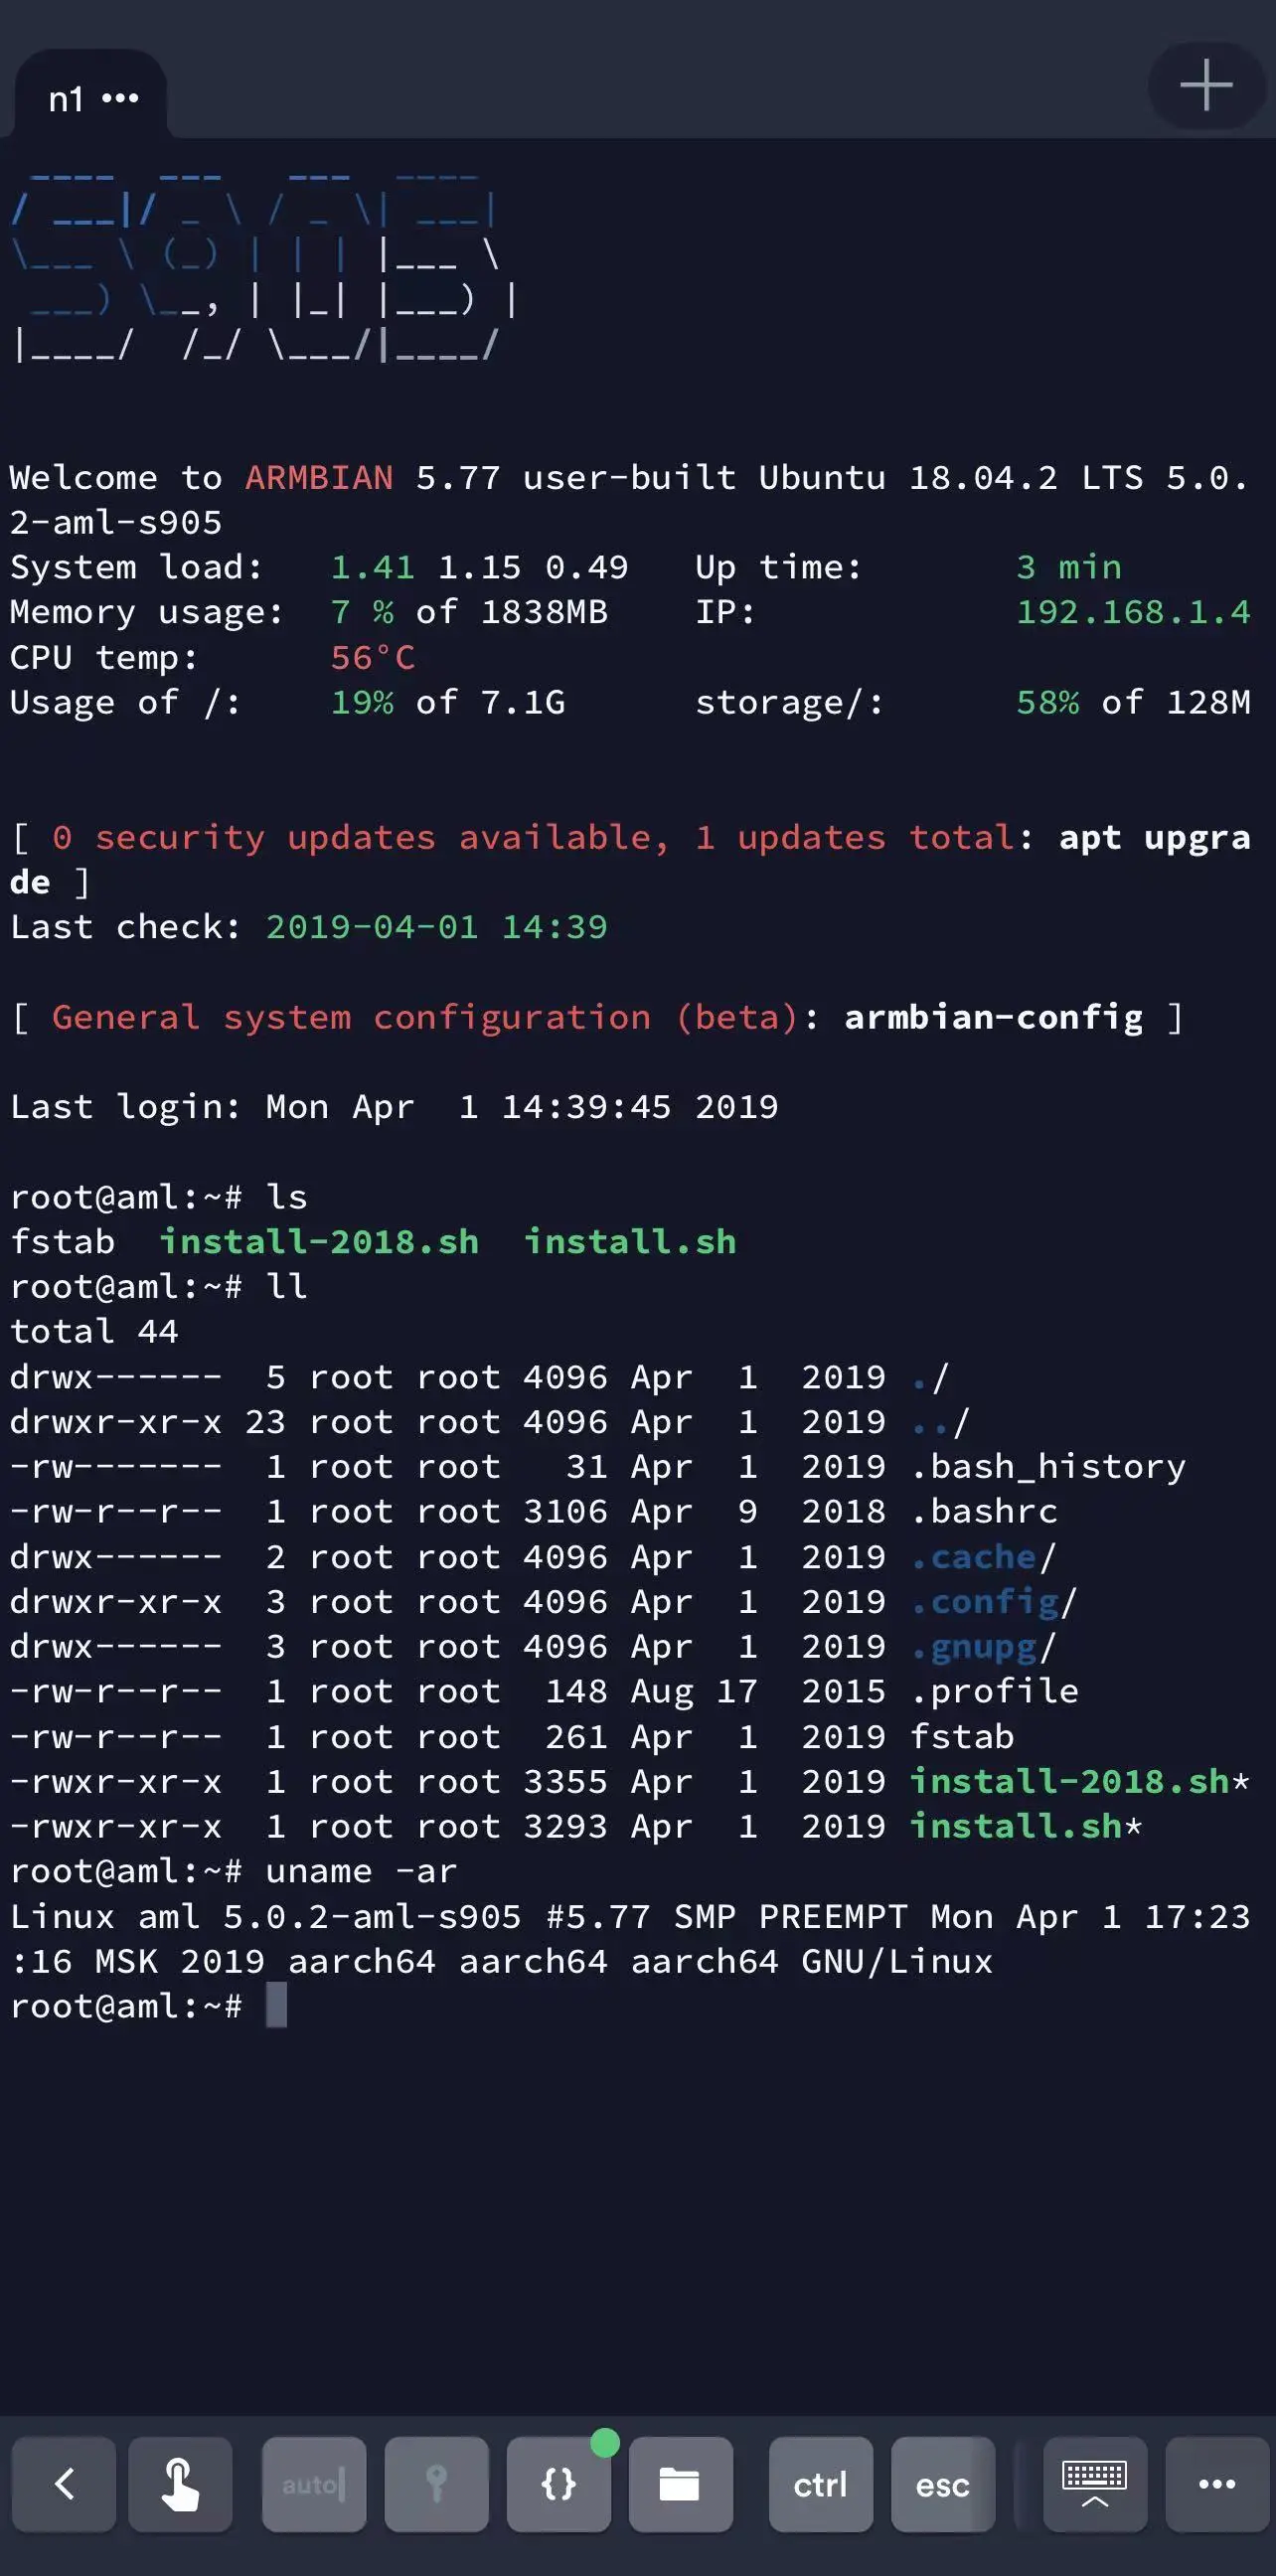 n1 •••
 ____   ___   ___  ____
/ ___|/ _ \ / _ \| ___|
\___ \ (_) | | | |___ \
 ___) \__, | |_| |___) |
|____/  /_/ \___/|____/
Welcome to ARMBIAN 5.77 user-built Ubuntu 18.04.2 LTS 5.0.
2-aml-s905
System load:   1.41 1.15 0.49   Up time:       3 min
Memory usage:  7 % of 1838MB    IP:            192.168.1.4
CPU temp:      56°C
Usage of /:    19% of 7.1G      storage/:      58% of 128M
[ 0 security updates available, 1 updates total: apt upgra
de ]
Last check: 2019-04-01 14:39
[ General system configuration (beta): armbian-config ]
Last login: Mon Apr  1 14:39:45 2019
root@aml:~# ls
fstab  install-2018.sh  install.sh
root@aml:~# ll
total 44
drwx------  5 root root 4096 Apr  1  2019 ./
drwxr-xr-x 23 root root 4096 Apr  1  2019 ../
-rw-------  1 root root   31 Apr  1  2019 .bash_history
-rw-r--r--  1 root root 3106 Apr  9  2018 .bashrc
drwx------  2 root root 4096 Apr  1  2019 .cache/
drwxr-xr-x  3 root root 4096 Apr  1  2019 .config/
drwx------  3 root root 4096 Apr  1  2019 .gnupg/
-rw-r--r--  1 root root  148 Aug 17  2015 .profile
-rw-r--r--  1 root root  261 Apr  1  2019 fstab
-rwxr-xr-x  1 root root 3355 Apr  1  2019 install-2018.sh*
-rwxr-xr-x  1 root root 3293 Apr  1  2019 install.sh*
root@aml:~# uname -ar
Linux aml 5.0.2-aml-s905 #5.77 SMP PREEMPT Mon Apr 1 17:23
:16 MSK 2019 aarch64 aarch64 aarch64 GNU/Linux
root@aml:~#
auto {} ctrl esc •••